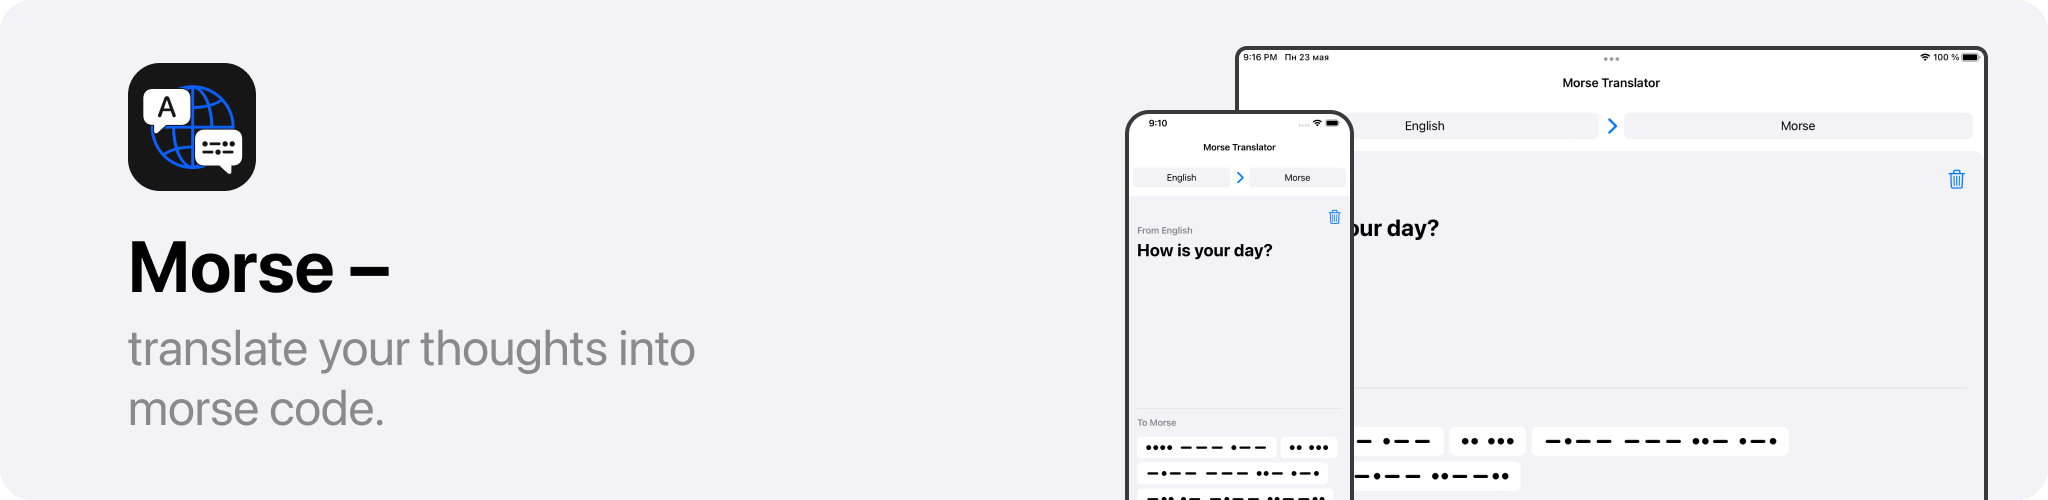 A
Morse –
translate your thoughts into
morse code.
9:10
Morse Translator
English
Morse
From English
How is your day?
To Morse
•••• — — — •— — •• •••
—•— — — — — ••— •—•
9:16 PM Пн 23 мая
100 %
Morse Translator
English
Morse
our day?
— •— — •• ••• —•— — — — — ••— •—•
—•— — ••— —••